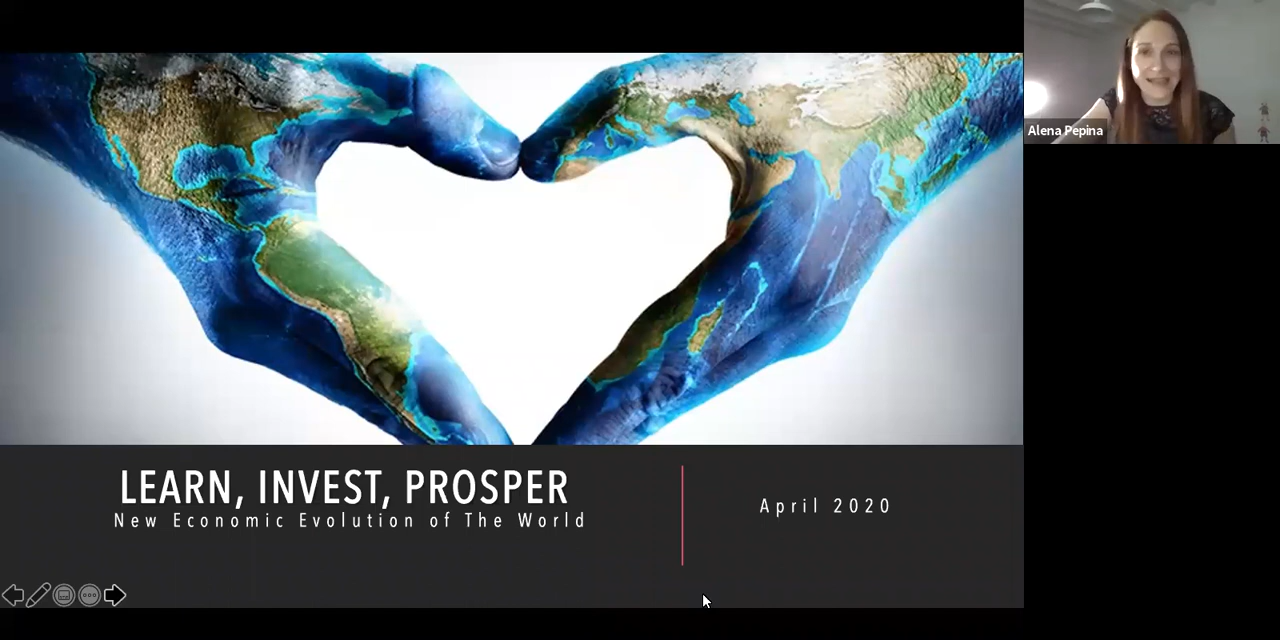 Alena Pepina
LEARN, INVEST, PROSPER
New Economic Evolution of The World
April 2020